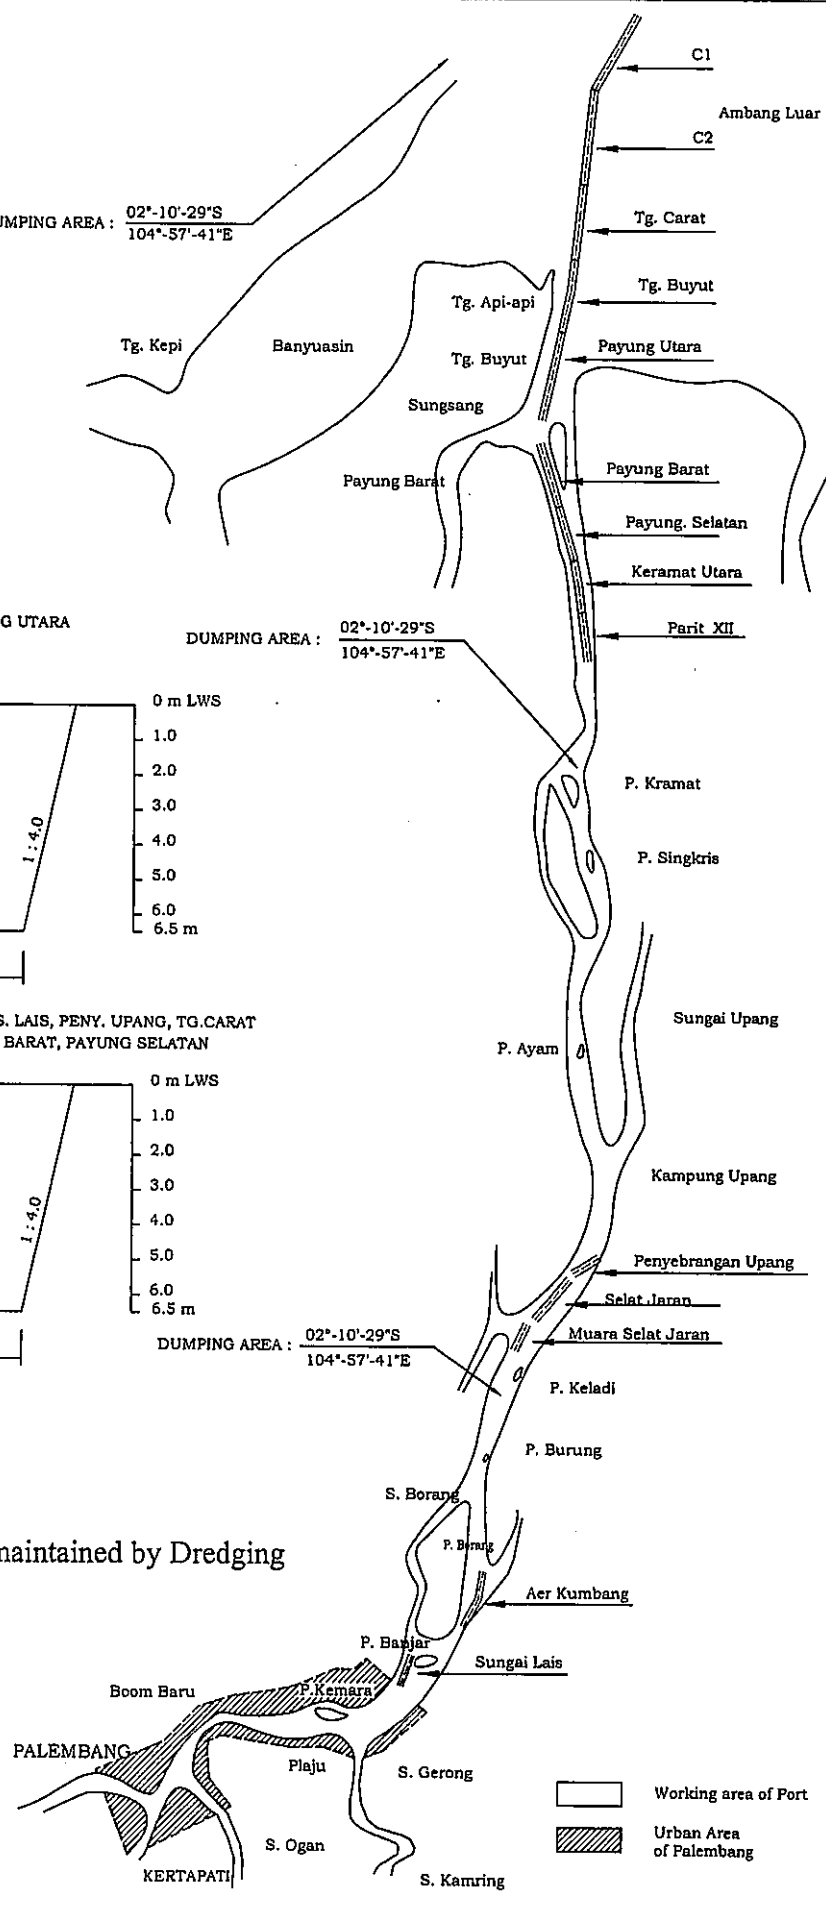 C1
Ambang Luar
C2
UMPING AREA : 02°-10'-29"S
104°-57'-41"E
Tg. Carat
Tg. Buyut
Tg. Api-api
Tg. Kepi
Banyuasin
Tg. Buyut
Payung Utara
Sungsang
Payung Barat
Payung Barat
Payung. Selatan
Keramat Utara
G UTARA
DUMPING AREA : 02°-10'-29"S
104°-57'-41"E
Parit XII
0 m LWS
1.0
2.0
3.0
4.0
5.0
6.0
6.5 m
1 : 4.0
P. Kramat
P. Singkris
S. LAIS, PENY. UPANG, TG.CARAT
BARAT, PAYUNG SELATAN
Sungai Upang
P. Ayam
0 m LWS
1.0
2.0
3.0
4.0
5.0
6.0
6.5 m
1 : 4.0
Kampung Upang
Penyebrangan Upang
Selat Jaran
DUMPING AREA : 02°-10'-29"S
104°-57'-41"E
Muara Selat Jaran
P. Keladi
P. Burung
S. Borang
P. Borang
maintained by Dredging
Aer Kumbang
P. Banjar
Sungai Lais
Boom Baru
P.Kemara
PALEMBANG
Plaju
S. Gerong
Working area of Port
Urban Area
of Palembang
S. Ogan
KERTAPATI
S. Kamring